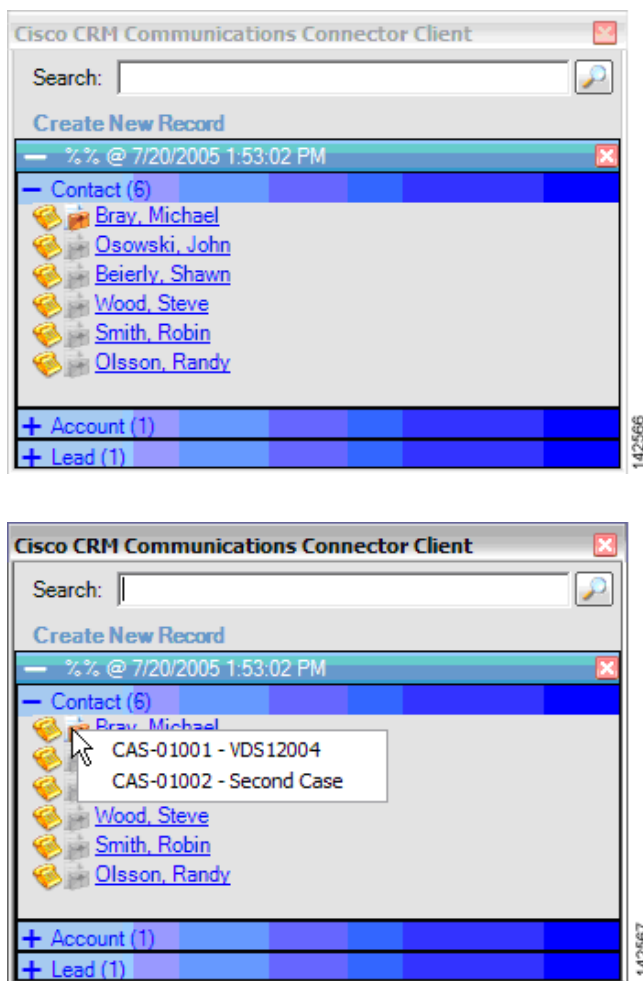 Cisco CRM Communications Connector Client
Search:
Create New Record
%% @ 7/20/2005 1:53:02 PM
Contact (6)
Bray, Michael
Osowski, John
Beierly, Shawn
Wood, Steve
Smith, Robin
Olsson, Randy
Account (1)
Lead (1)
142566
Cisco CRM Communications Connector Client
Search:
Create New Record
%% @ 7/20/2005 1:53:02 PM
Contact (6)
Bray, Michael
CAS-01001 - VDS12004
CAS-01002 - Second Case
Wood, Steve
Smith, Robin
Olsson, Randy
Account (1)
Lead (1)
142567